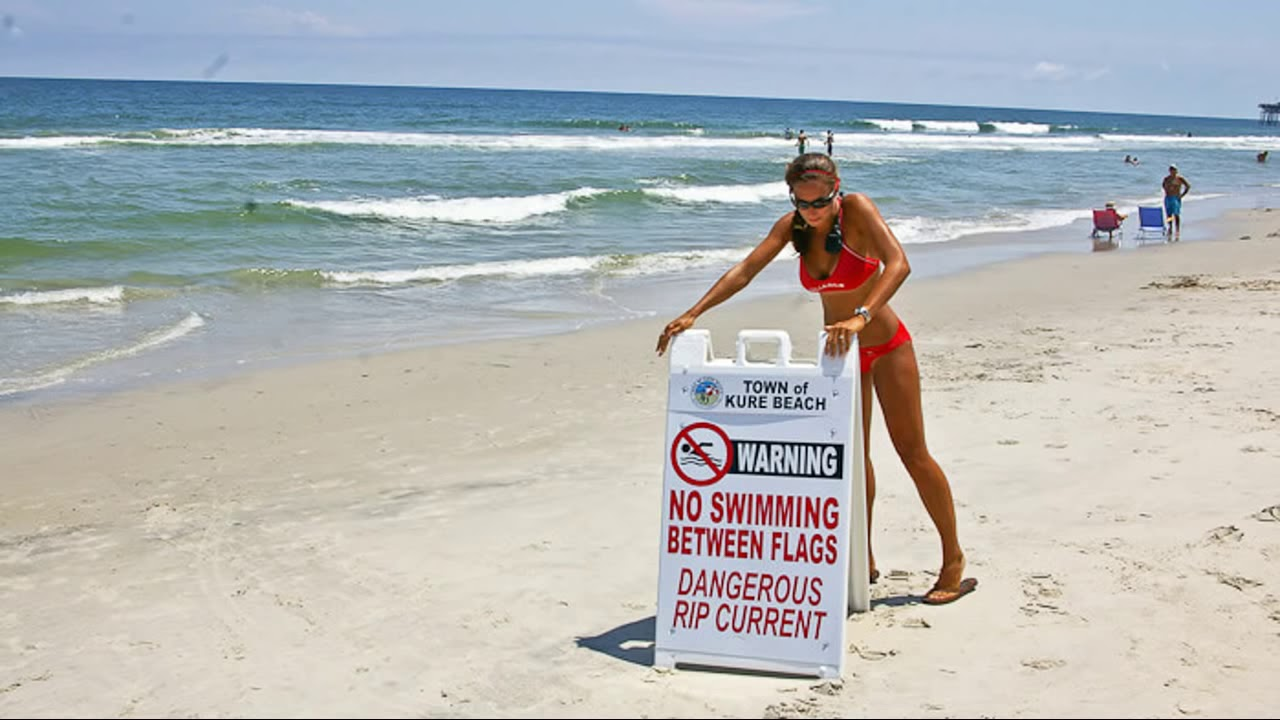 TOWN of
KURE BEACH
WARNING
NO SWIMMING
BETWEEN FLAGS
DANGEROUS
RIP CURRENT